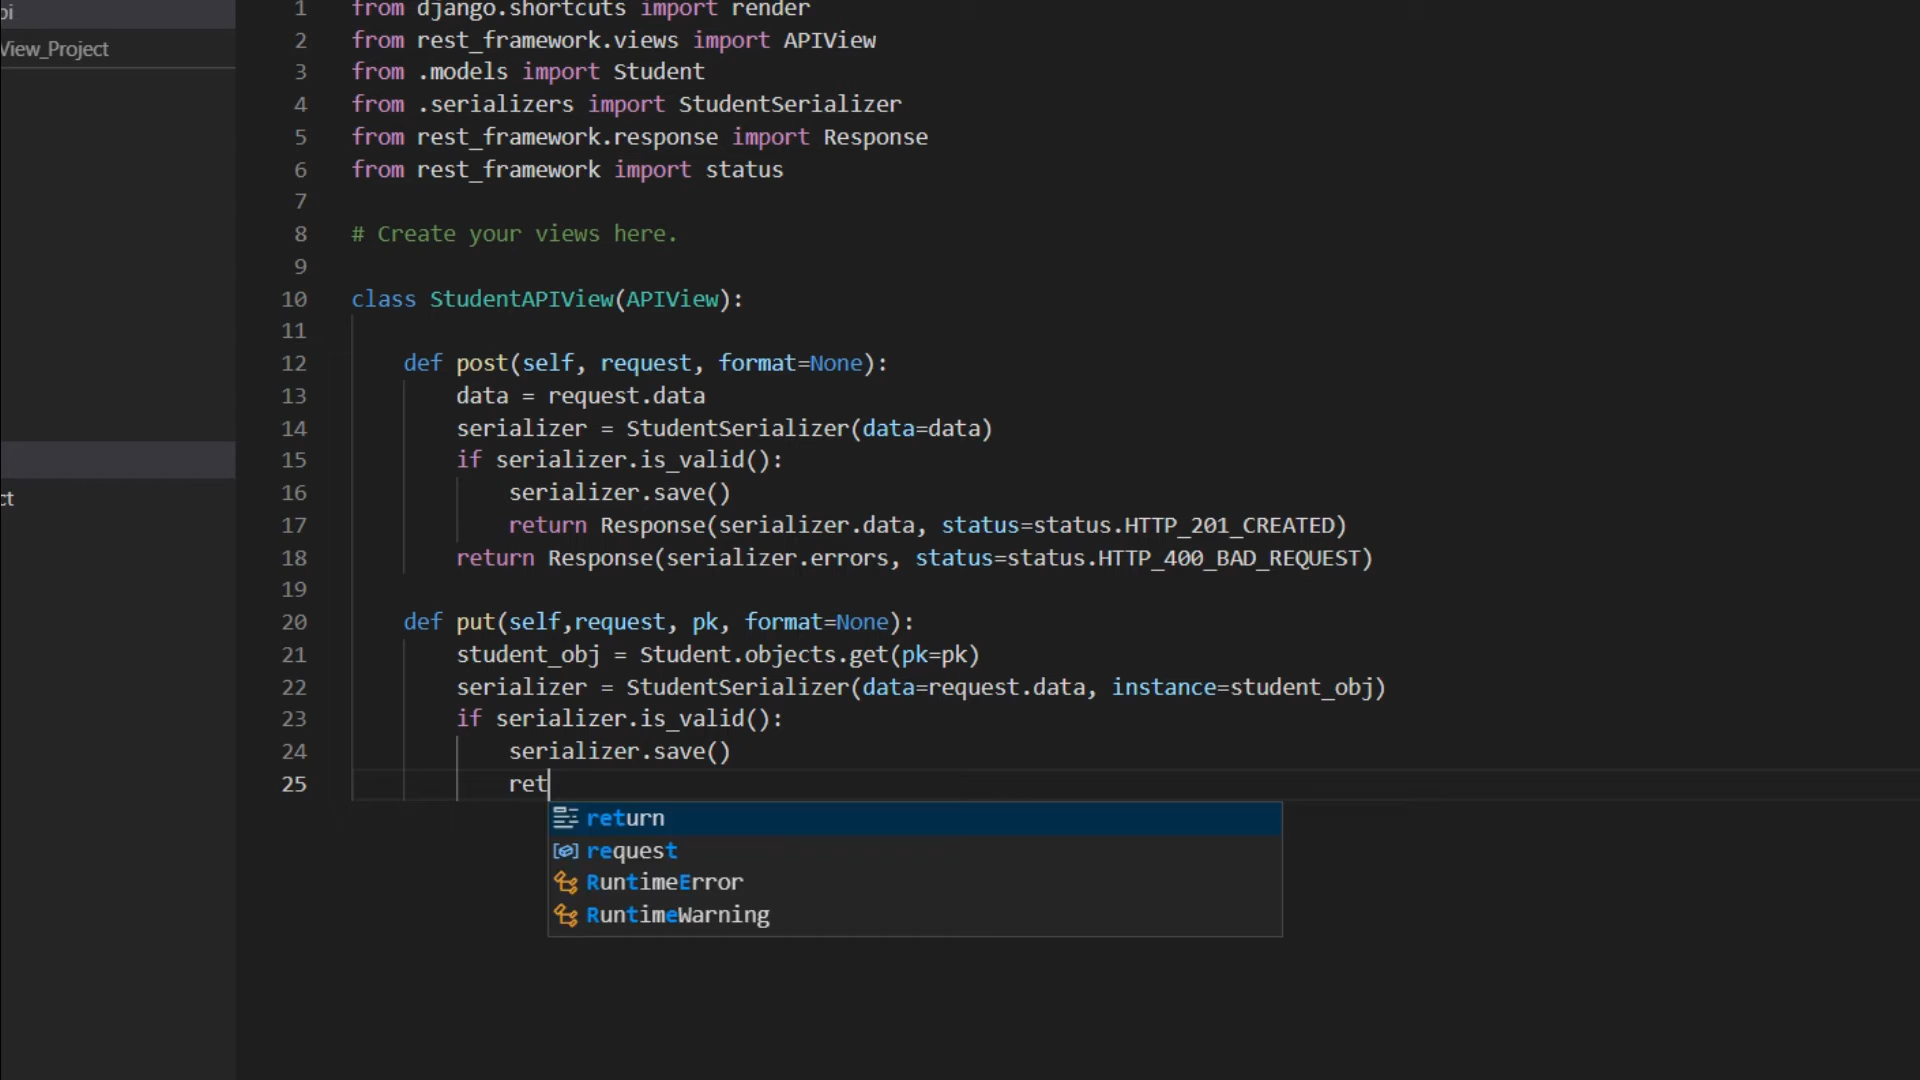 pi
View_Project
ct
1 from django.shortcuts import render
2 from rest_framework.views import APIView
3 from .models import Student
4 from .serializers import StudentSerializer
5 from rest_framework.response import Response
6 from rest_framework import status
7
8 # Create your views here.
9
10 class StudentAPIView(APIView):
11
12 def post(self, request, format=None):
13 data = request.data
14 serializer = StudentSerializer(data=data)
15 if serializer.is_valid():
16 serializer.save()
17 return Response(serializer.data, status=status.HTTP_201_CREATED)
18 return Response(serializer.errors, status=status.HTTP_400_BAD_REQUEST)
19
20 def put(self,request, pk, format=None):
21 student_obj = Student.objects.get(pk=pk)
22 serializer = StudentSerializer(data=request.data, instance=student_obj)
23 if serializer.is_valid():
24 serializer.save()
25 ret
return
request
RuntimeError
RuntimeWarning